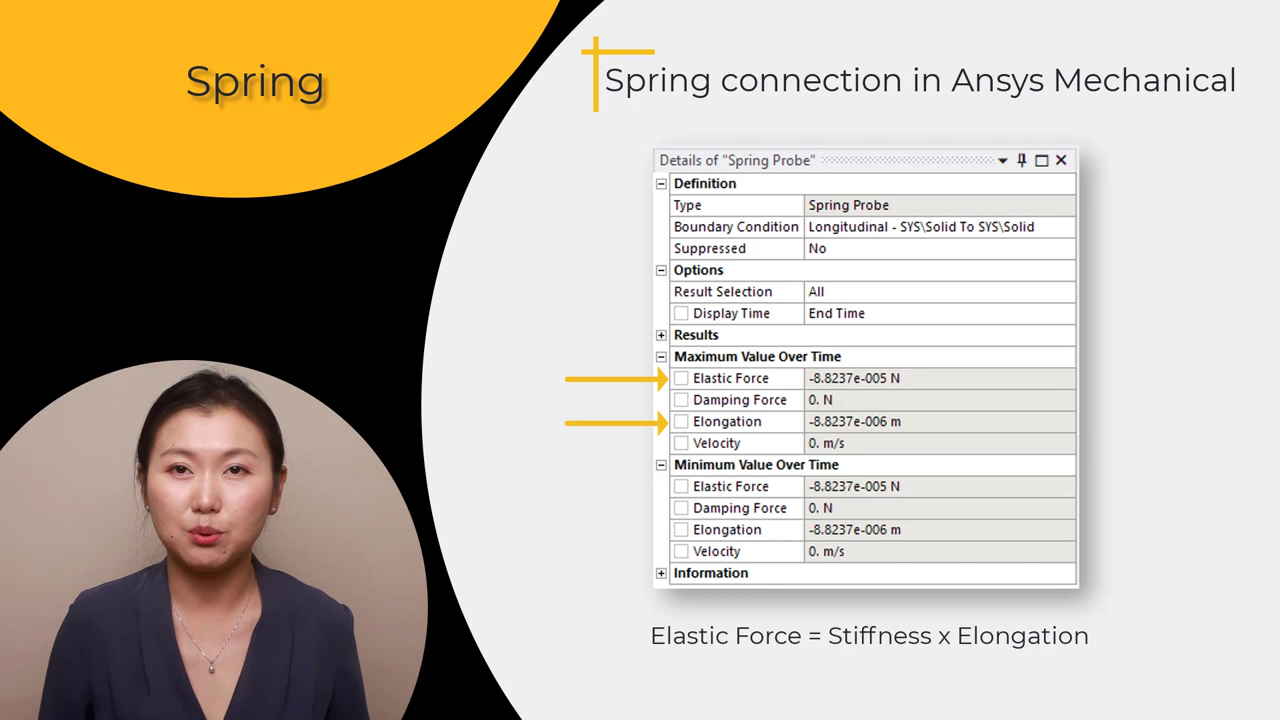 Spring
Spring connection in Ansys Mechanical
Details of "Spring Probe"
Definition
Type Spring Probe
Boundary Condition Longitudinal - SYS\Solid To SYS\Solid
Suppressed No
Options
Result Selection All
Display Time End Time
Results
Maximum Value Over Time
Elastic Force -8.8237e-005 N
Damping Force 0. N
Elongation -8.8237e-006 m
Velocity 0. m/s
Minimum Value Over Time
Elastic Force -8.8237e-005 N
Damping Force 0. N
Elongation -8.8237e-006 m
Velocity 0. m/s
Information
Elastic Force = Stiffness x Elongation